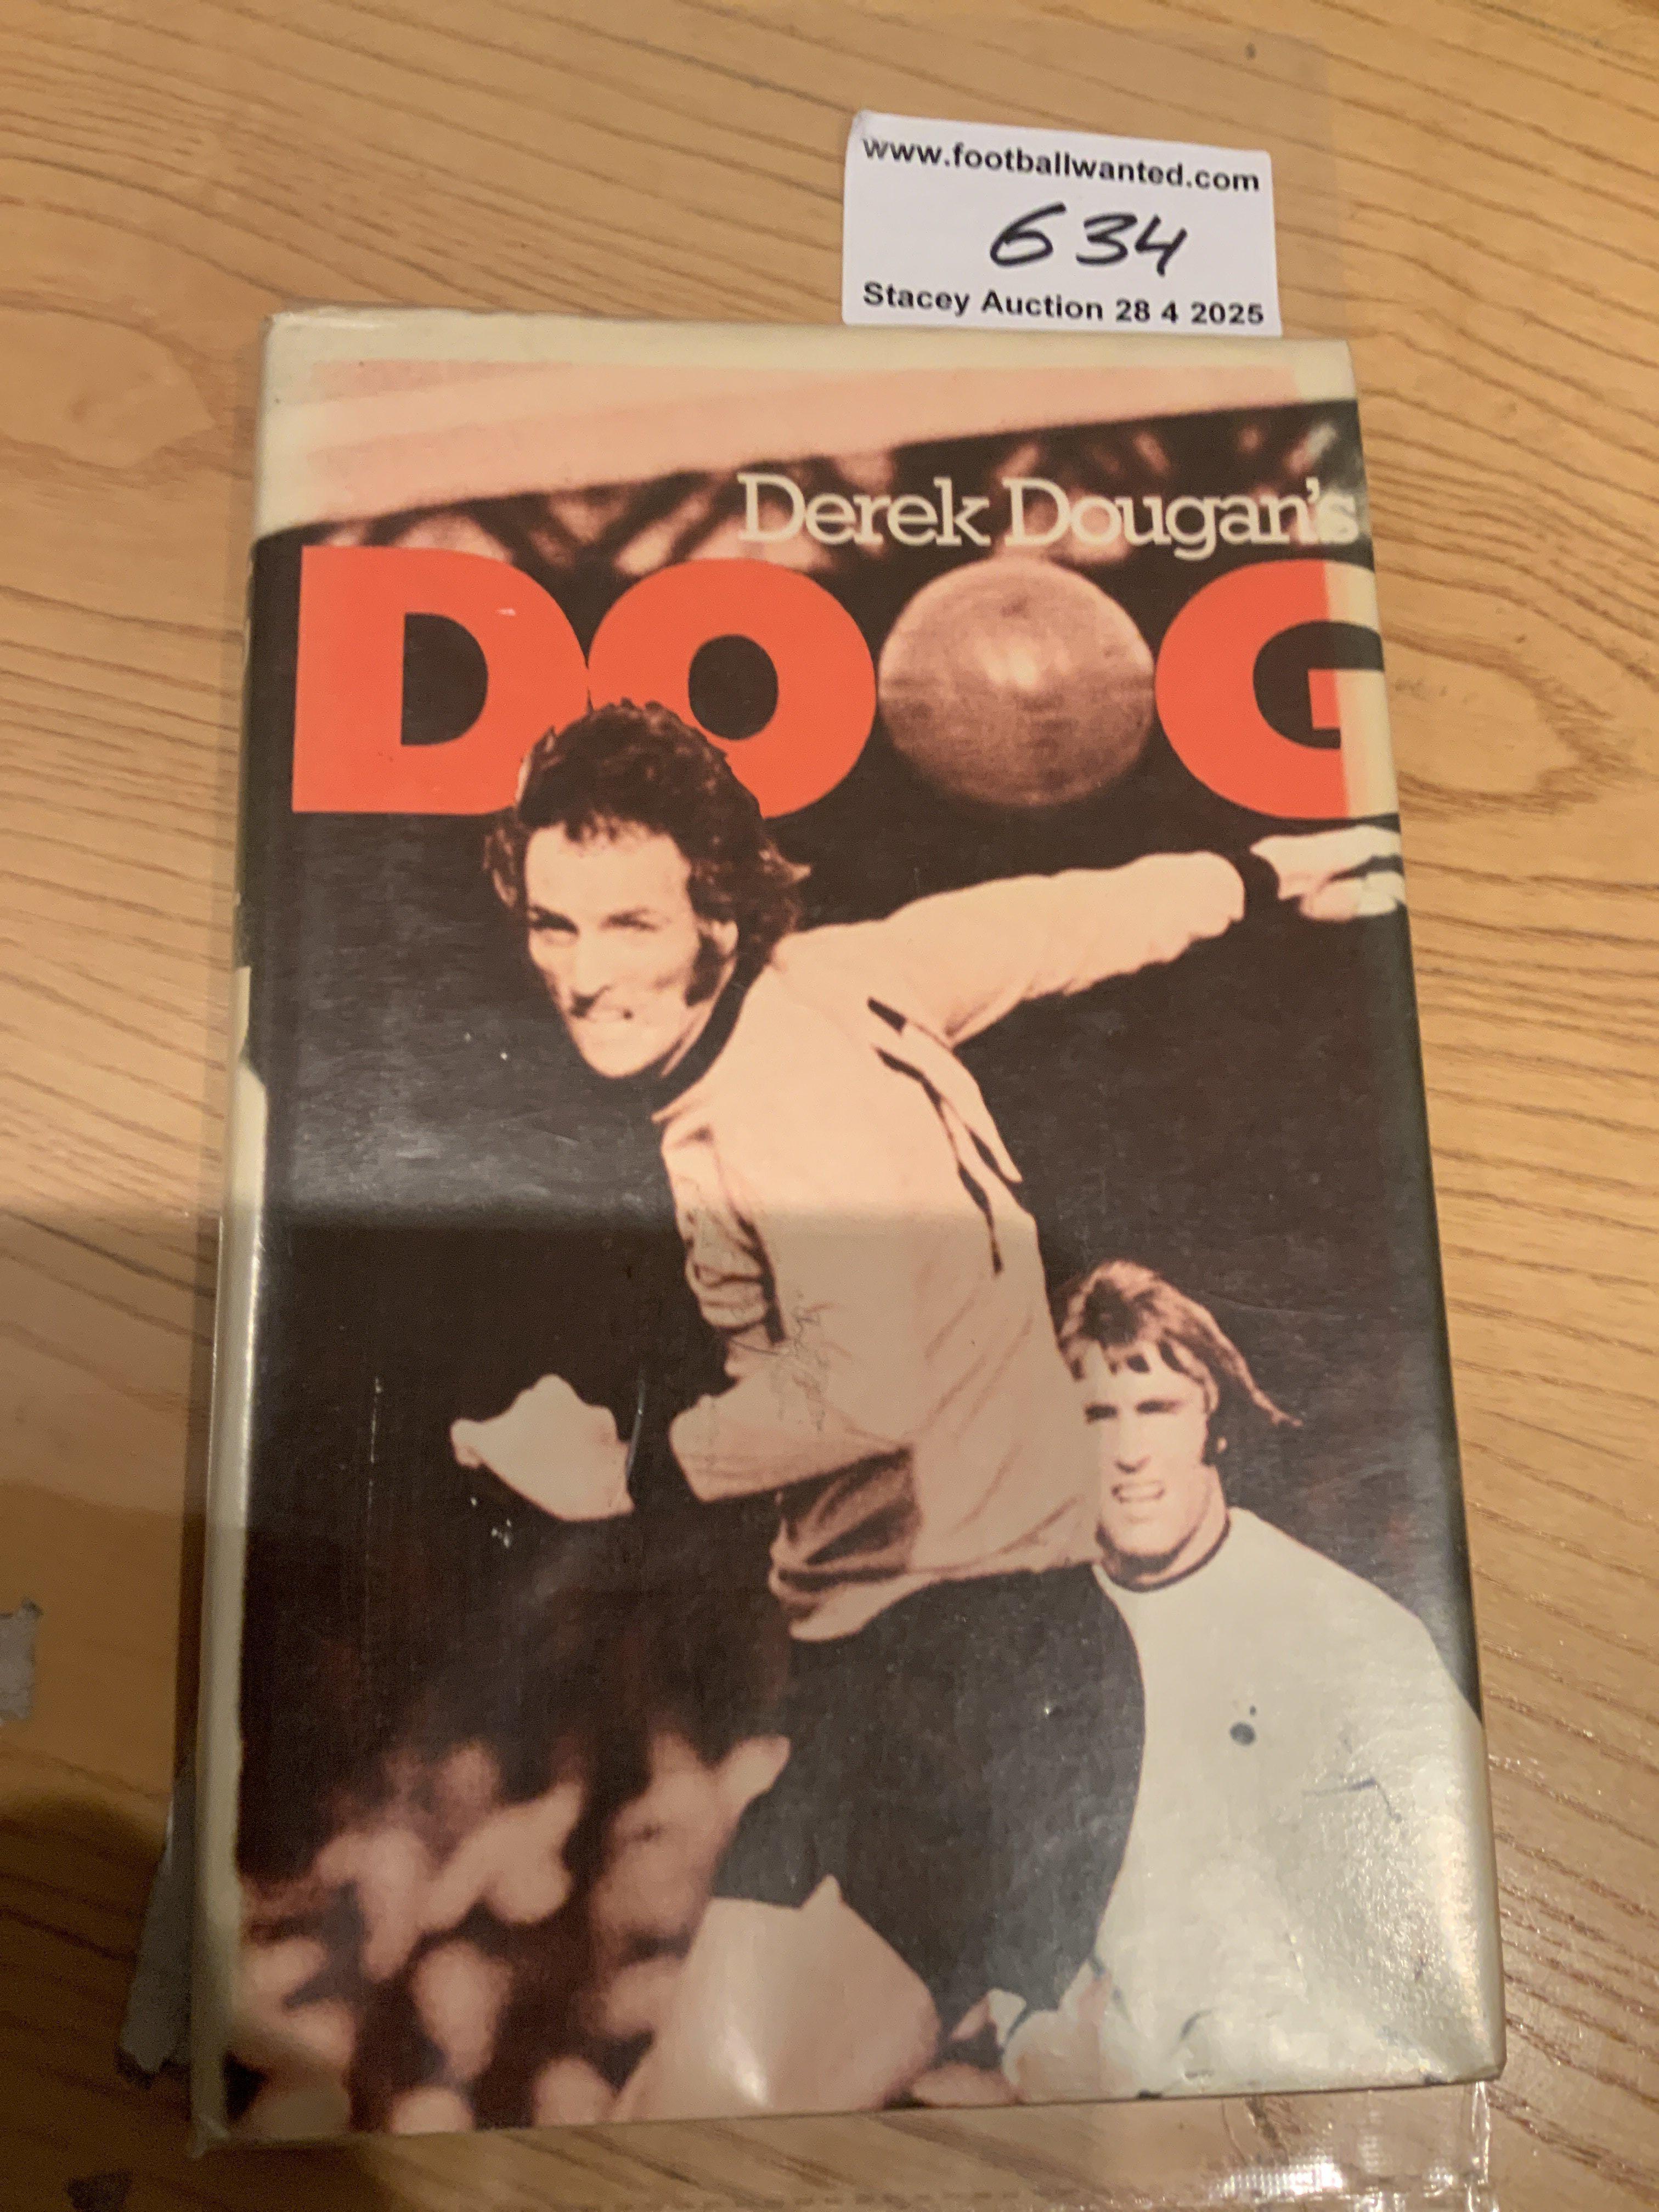 www.footballwanted.com
634
Stacey Auction 28 4 2025
Derek Dougan's
DOOG